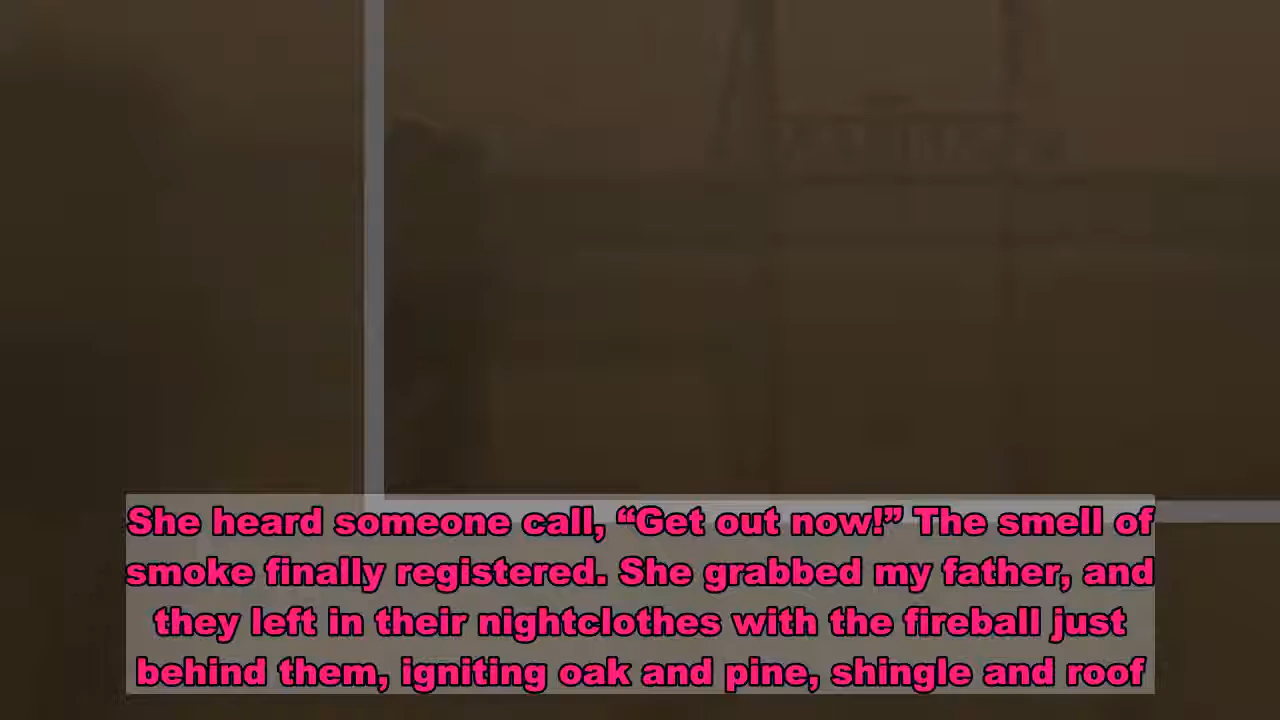 She heard someone call, “Get out now!” The smell of
smoke finally registered. She grabbed my father, and
they left in their nightclothes with the fireball just
behind them, igniting oak and pine, shingle and roof